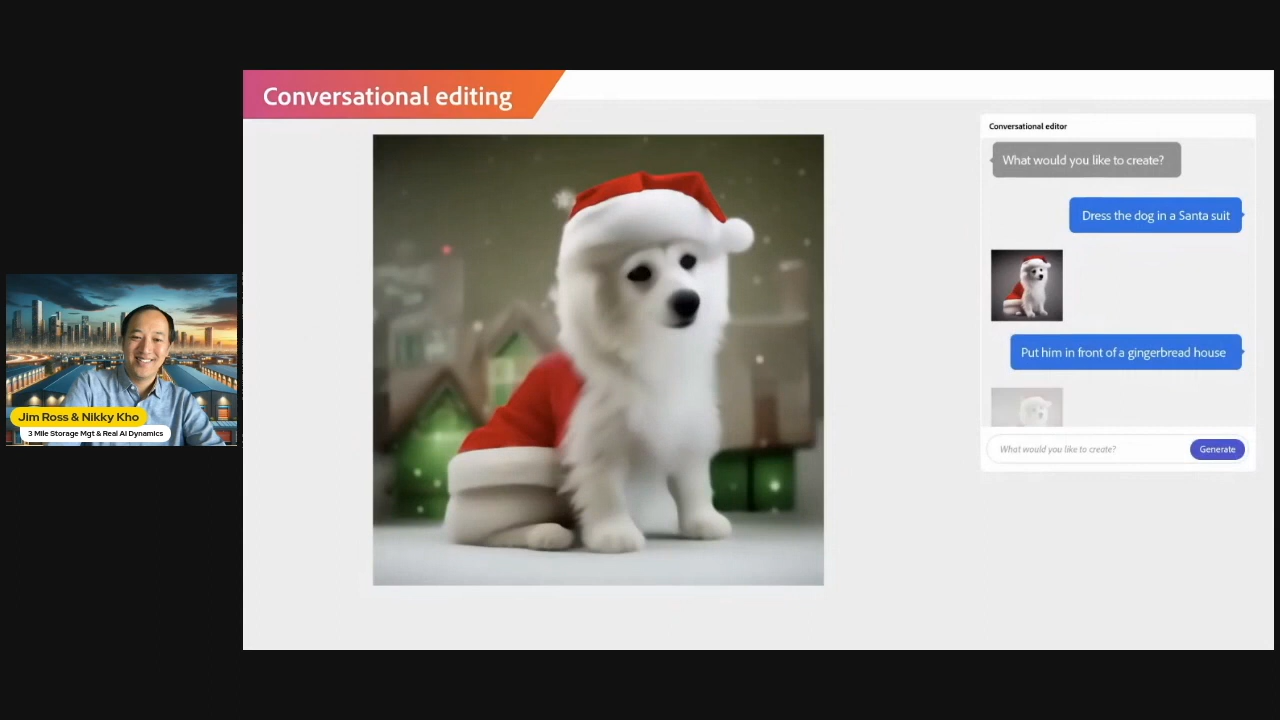 Conversational editing
Conversational editor
What would you like to create?
Dress the dog in a Santa suit
Put him in front of a gingerbread house
What would you like to create?
Generate
Jim Ross & Nikky Kho
3 Mile Storage Mgt & Real AI Dynamics